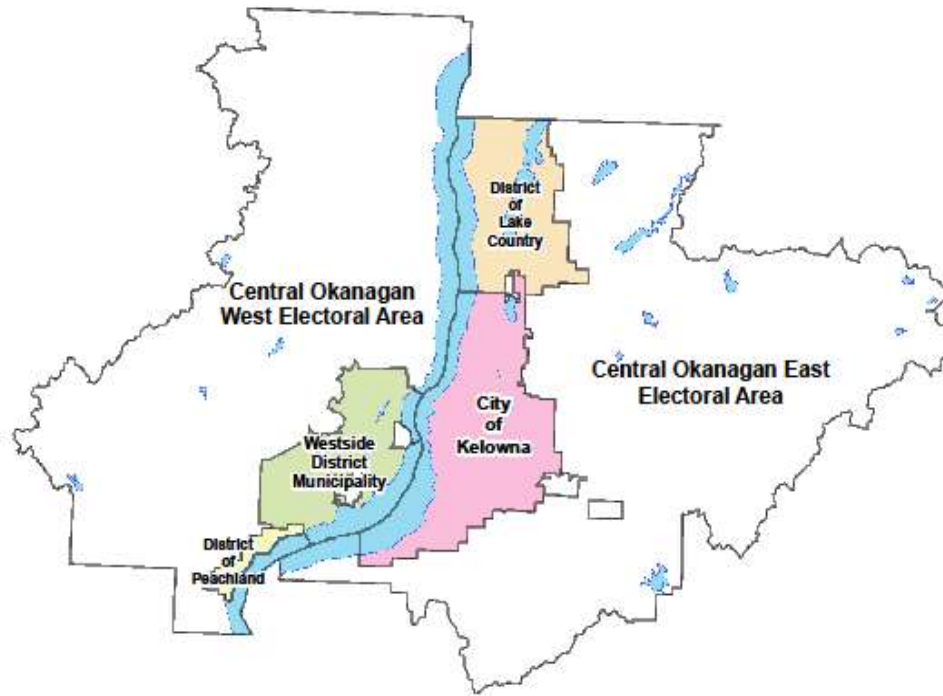 District
of
Lake
Country
Central Okanagan
West Electoral Area
Central Okanagan East
Electoral Area
City
of
Kelowna
Westside
District
Municipality
District
of
Peachland